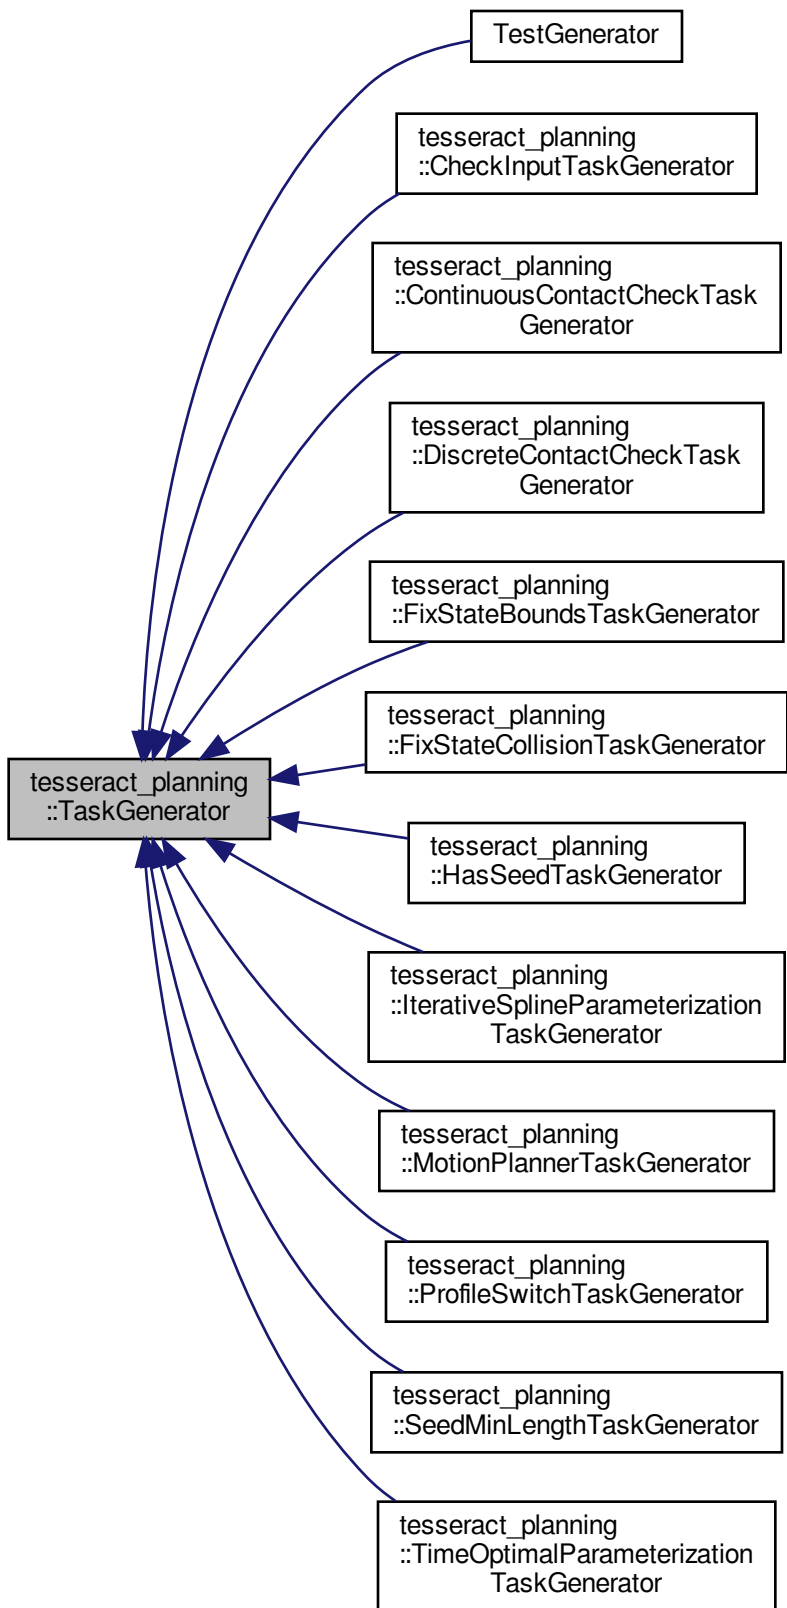 TestGenerator
tesseract_planning
::CheckInputTaskGenerator
tesseract_planning
::ContinuousContactCheckTask
Generator
tesseract_planning
::DiscreteContactCheckTask
Generator
tesseract_planning
::FixStateBoundsTaskGenerator
tesseract_planning
::FixStateCollisionTaskGenerator
tesseract_planning
::TaskGenerator
tesseract_planning
::HasSeedTaskGenerator
tesseract_planning
::IterativeSplineParameterization
TaskGenerator
tesseract_planning
::MotionPlannerTaskGenerator
tesseract_planning
::ProfileSwitchTaskGenerator
tesseract_planning
::SeedMinLengthTaskGenerator
tesseract_planning
::TimeOptimalParameterization
TaskGenerator